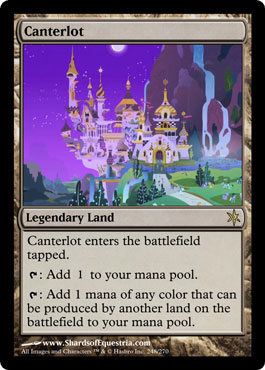 Canterlot
Legendary Land
Canterlot enters the battlefield
tapped.
: Add 1 to your mana pool.
: Add 1 mana of any color that can
be produced by another land on the
battlefield to your mana pool.
www.ShardsofEquestria.com
All Images and Characters ™ & © Hasbro Inc. 246/270